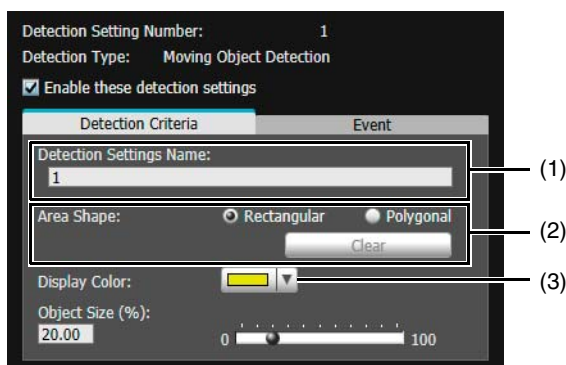 Detection Setting Number: 1
Detection Type: Moving Object Detection
Enable these detection settings
Detection Criteria Event
Detection Settings Name:
1
(1)
Area Shape: Rectangular Polygonal
(2)
Clear
Display Color:
(3)
Object Size (%):
20.00
0 100